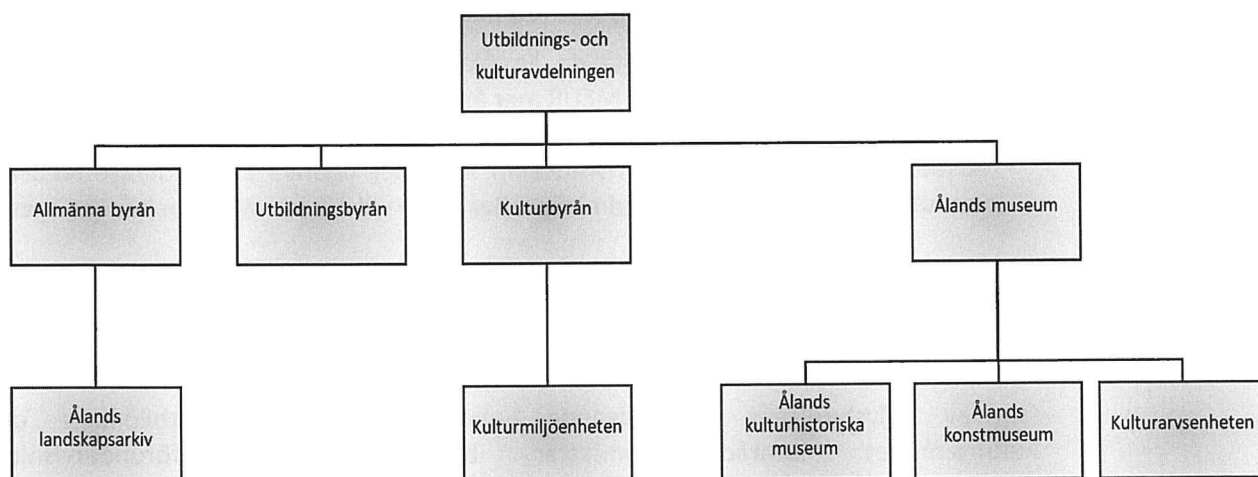 Utbildnings- och
kulturavdelningen
Allmänna byrån
Utbildningsbyrån
Kulturbyrån
Ålands museum
Ålands
landskapsarkiv
Kulturmiljöenheten
Ålands
kulturhistoriska
museum
Ålands
konstmuseum
Kulturarvsenheten